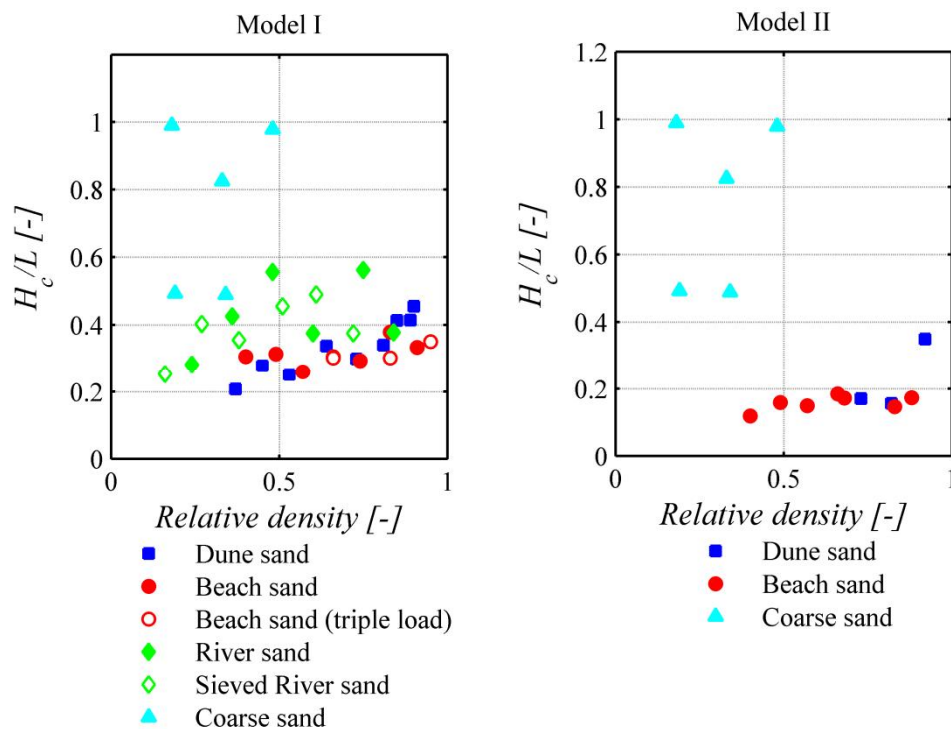 Model I
1
0.8
0.6
0.4
0.2
0
H_c/L [-]
0
0.5
1
Relative density [-]
Dune sand
Beach sand
Beach sand (triple load)
River sand
Sieved River sand
Coarse sand
Model II
1.2
1
0.8
0.6
0.4
0.2
0
H_c/L [-]
0
0.5
1
Relative density [-]
Dune sand
Beach sand
Coarse sand